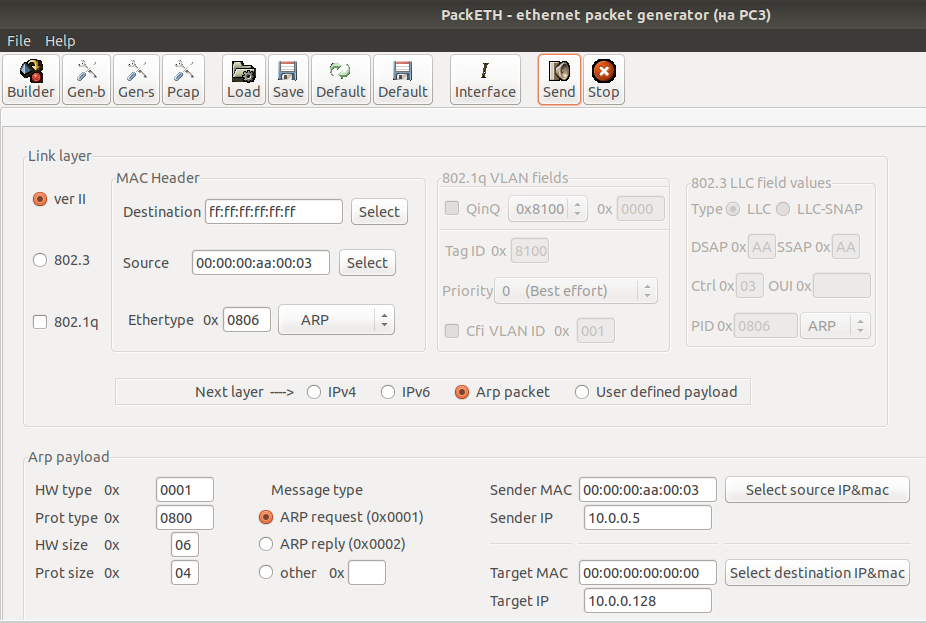 PackETH - ethernet packet generator (на PC3)
File Help
Builder Gen-b Gen-s Pcap Load Save Default Default Interface Send Stop
Link layer
ver II
802.3
802.1q
MAC Header
Destination ff:ff:ff:ff:ff:ff Select
Source 00:00:00:aa:00:03 Select
Ethertype 0x 0806 ARP
802.1q VLAN fields
QinQ 0x8100 0x 0000
Tag ID 0x 8100
Priority 0 (Best effort)
Cfi VLAN ID 0x 001
802.3 LLC field values
Type LLC LLC-SNAP
DSAP 0x AA SSAP 0x AA
Ctrl 0x 03 OUI 0x
PID 0x 0806 ARP
Next layer ----> IPv4 IPv6 Arp packet User defined payload
Arp payload
HW type 0x 0001
Prot type 0x 0800
HW size 0x 06
Prot size 0x 04
Message type
ARP request (0x0001)
ARP reply (0x0002)
other 0x
Sender MAC 00:00:00:aa:00:03 Select source IP&mac
Sender IP 10.0.0.5
Target MAC 00:00:00:00:00:00 Select destination IP&mac
Target IP 10.0.0.128